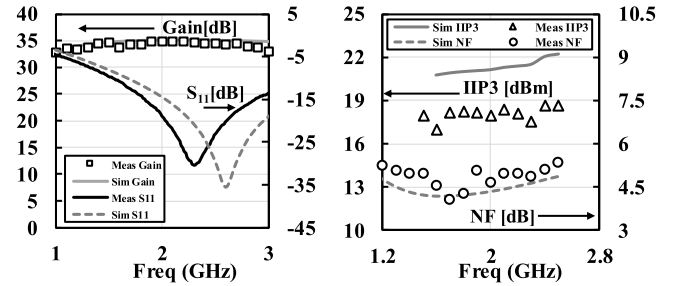 Gain[dB]
S11[dB]
Meas Gain
Sim Gain
Meas S11
Sim S11
40
35
30
25
20
15
10
5
0
5
-5
-15
-25
-35
-45
1
2
3
Freq (GHz)
Sim IIP3
Meas IIP3
Sim NF
Meas NF
IIP3 [dBm]
NF [dB]
25
22
19
16
13
10
10.5
9
7.5
6
4.5
3
1.2
2
2.8
Freq (GHz)